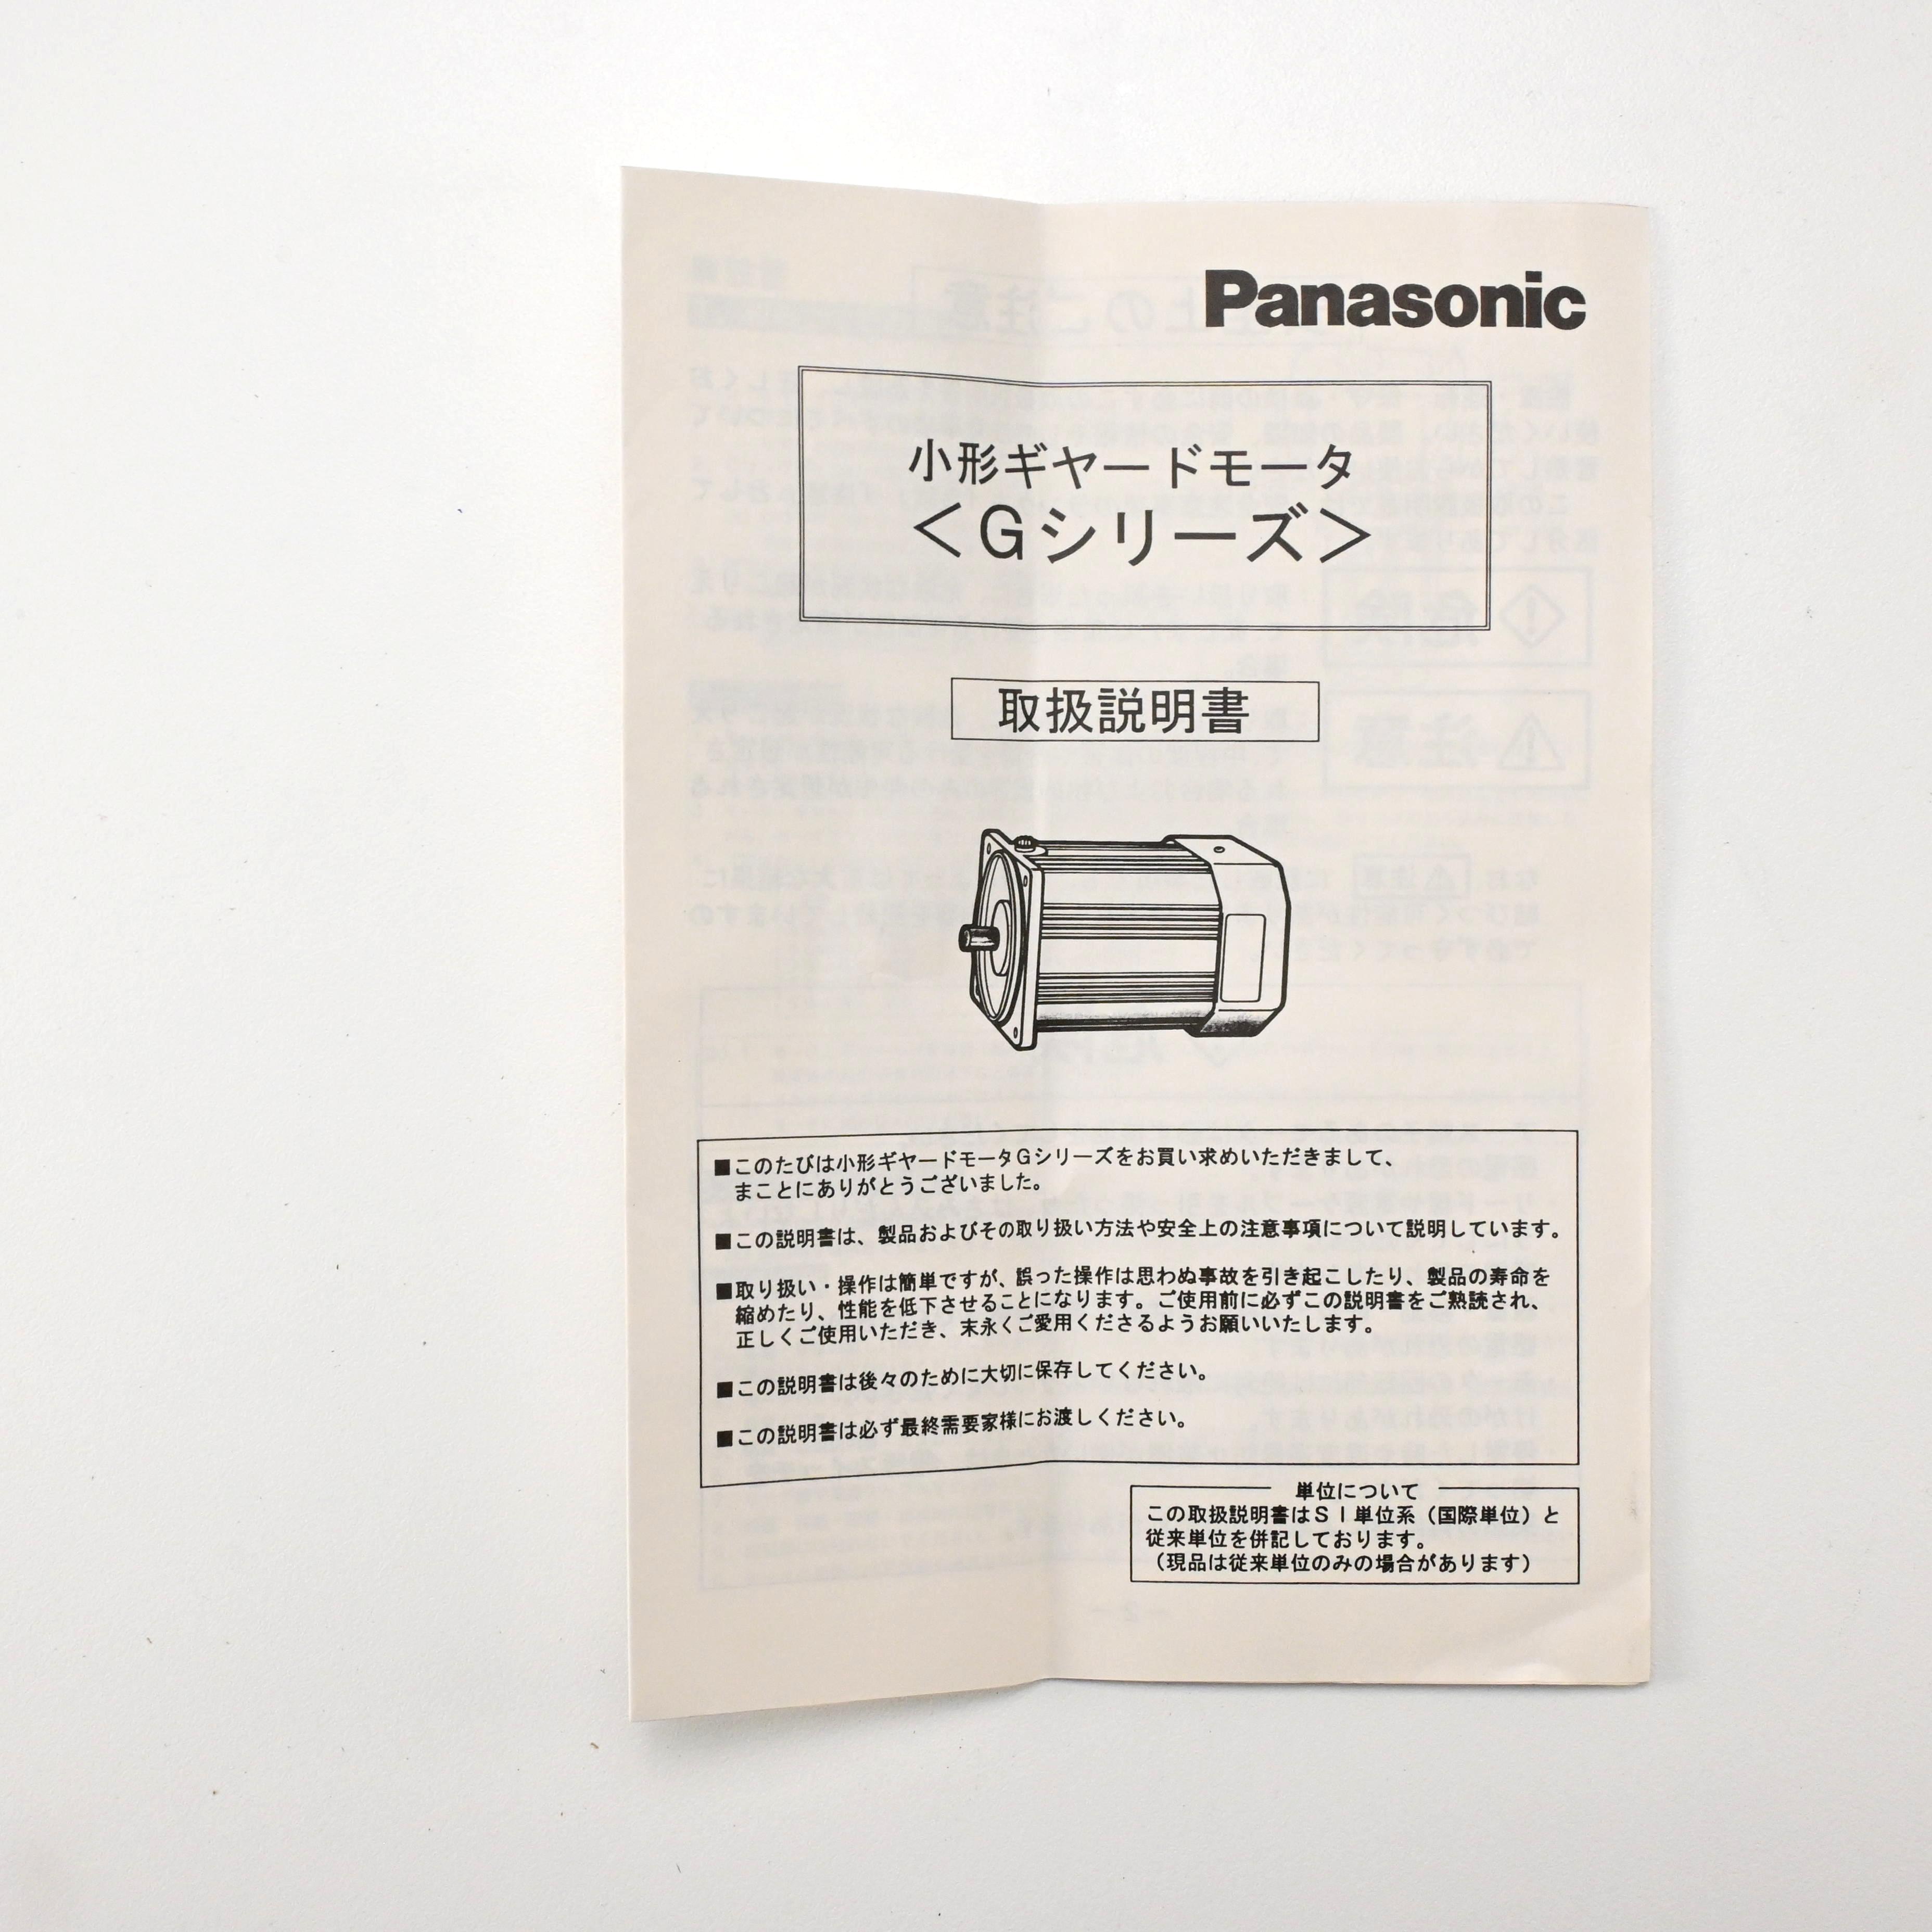 Panasonic
小形ギヤードモータ
＜Gシリーズ＞
取扱説明書
■このたびは小形ギヤードモータGシリーズをお買い求めいただきまして、
まことにありがとうございました。
■この説明書は、製品およびその取り扱い方法や安全上の注意事項について説明しています。
■取り扱い・操作は簡単ですが、誤った操作は思わぬ事故を引き起こしたり、製品の寿命を
縮めたり、性能を低下させることになります。ご使用前に必ずこの説明書をご熟読され、
正しくご使用いただき、末永くご愛用くださるようお願いいたします。
■この説明書は後々のために大切に保存してください。
■この説明書は必ず最終需要家様にお渡しください。
単位について
この取扱説明書はＳＩ単位系（国際単位）と
従来単位を併記しております。
（現品は従来単位のみの場合があります）